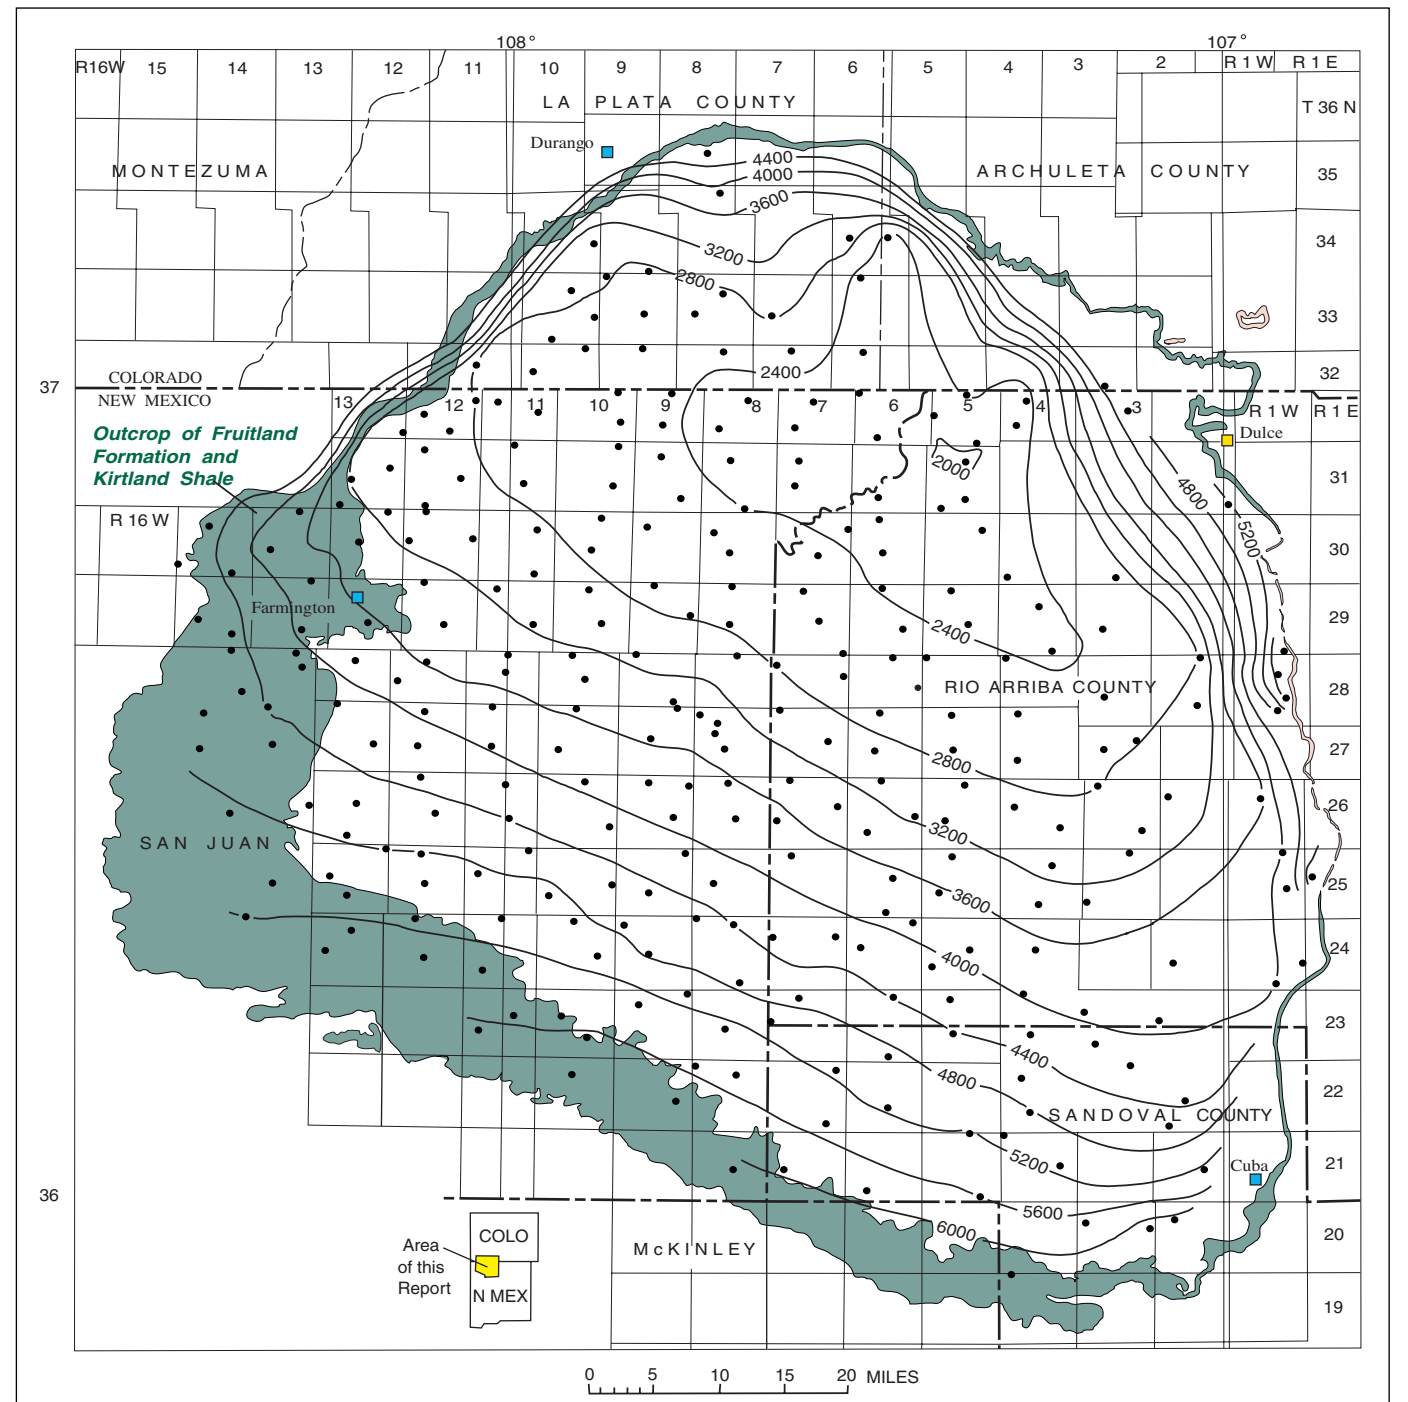 108°
107°
R16W 15 14 13 12 11 10 9 8 7 6 5 4 3 2 R 1 W R 1 E
LA PLATA COUNTY
T 36 N
Durango
4400
MONTEZUMA
ARCHULETA COUNTY
35
4000
3600
34
3200
2800
33
2400
32
37
COLORADO
NEW MEXICO
13 12 11 10 9 8 7 6 5 4 3 R 1 W R 1 E
Outcrop of Fruitland
Formation and
Kirtland Shale
Dulce
2000
31
4800
R 16 W
5200
30
Farmington
29
2400
RIO ARRIBA COUNTY
28
27
2800
26
3200
SAN JUAN
25
3600
24
4000
23
4400
4800
22
SANDOVAL COUNTY
5200
21
Cuba
36
5600
6000
20
COLO
Area
of this
Report
McKINLEY
N MEX
19
0 5 10 15 20 MILES